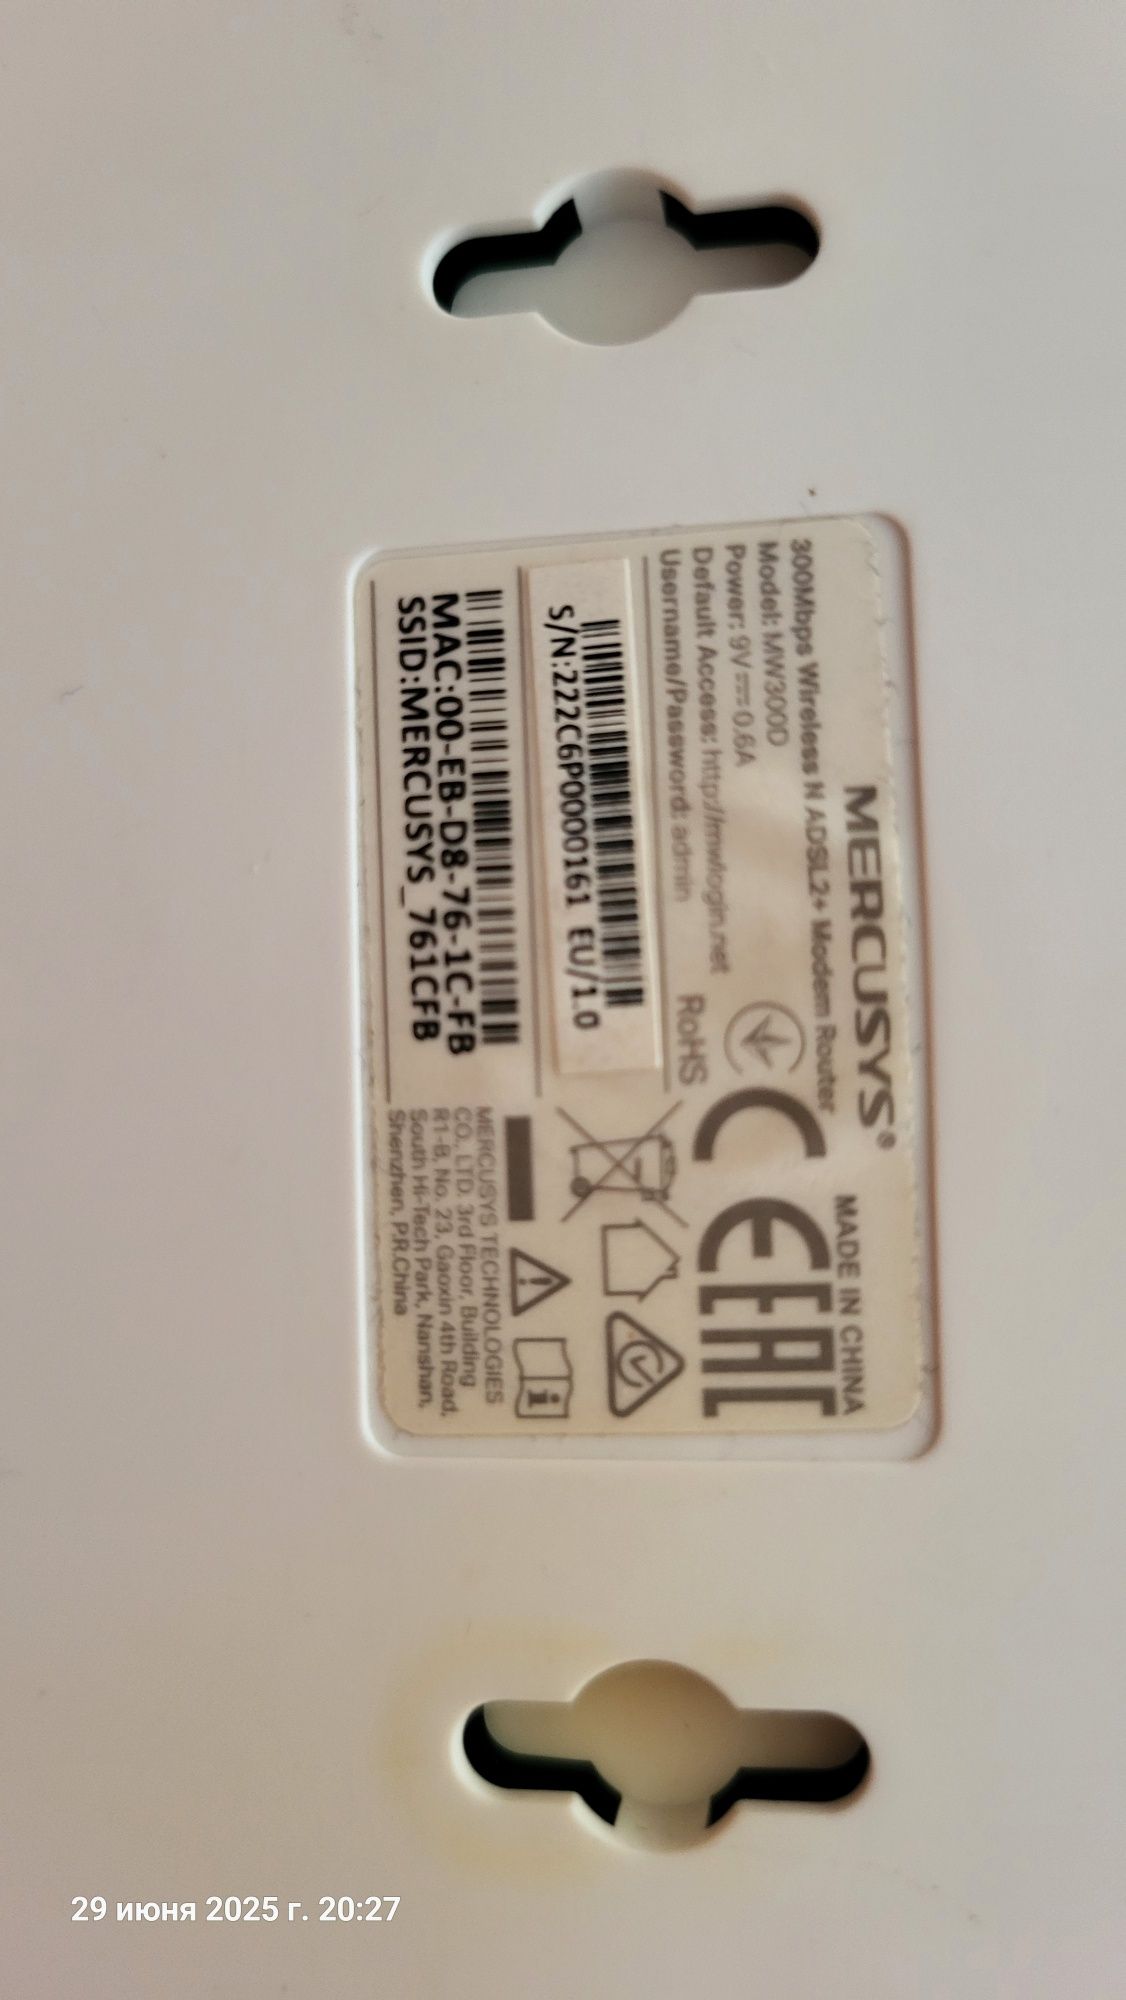 MERCUSYS®
MADE IN CHINA
300Mbps Wireless N ADSL2+ Modem Router
Model: MW300D
Power: 9V⎓0.6A
Default Access: http://mwlogin.net
Username/Password: admin
RoHS
CE
EAC
S/N:222C6P0000161 EU/1.0
MAC:00-EB-D8-76-1C-FB
SSID:MERCUSYS_761CFB
MERCUSYS TECHNOLOGIES
CO., LTD. 3rd Floor, Building
R1-B, No. 23, Gaoxin 4th Road,
South Hi-Tech Park, Nanshan,
Shenzhen, P.R.China
29 июня 2025 г. 20:27